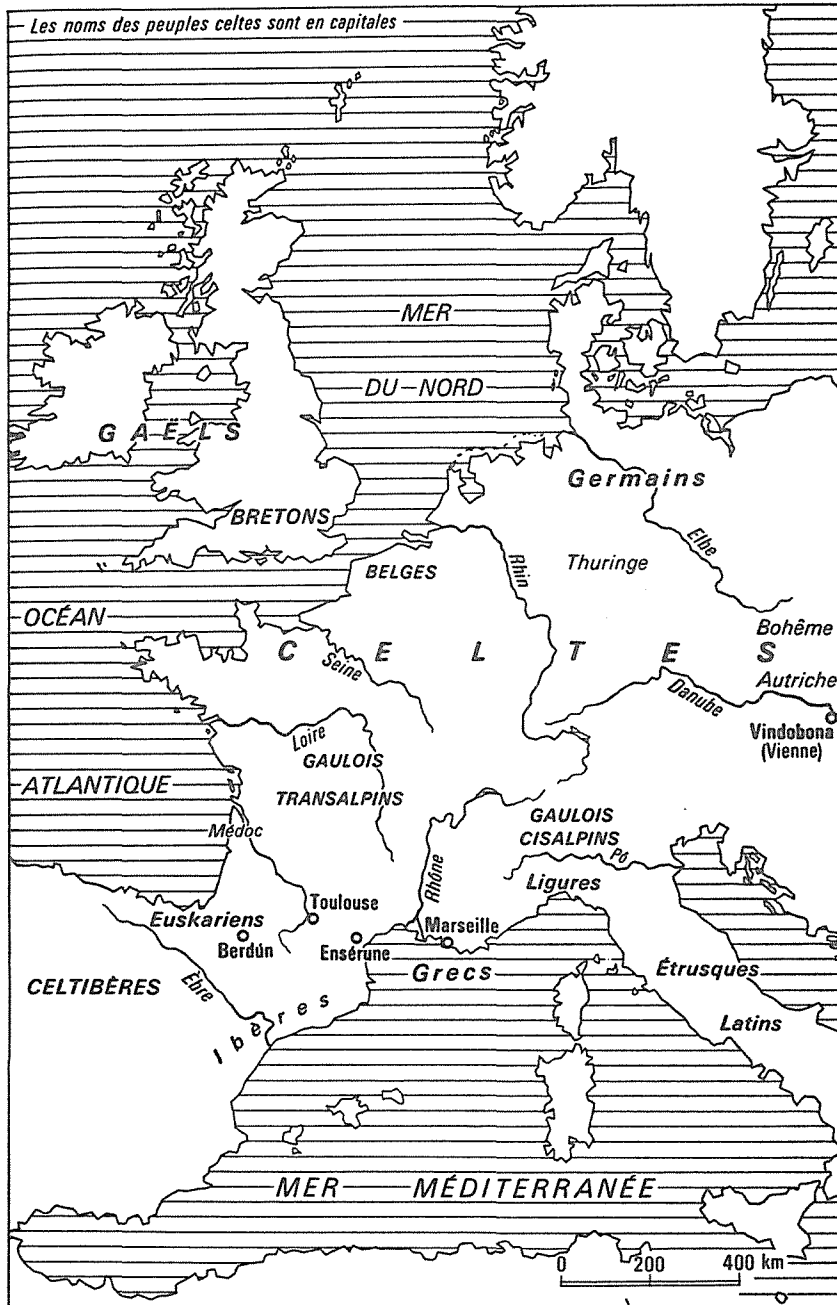 Les noms des peuples celtes sont en capitales
MER
DU-NORD
GAËLS
Germains
BRETONS
Elbe
BELGES
Rhin
Thuringe
OCÉAN
Bohême
CELTES
Seine
Autriche
Danube
Vindobona
(Vienne)
Loire
GAULOIS
TRANSALPINS
ATLANTIQUE
GAULOIS
CISALPINS
Médoc
Pô
Rhône
Ligures
Toulouse
Euskariens
Marseille
Berdún
Ensérune
Grecs
Étrusques
CELTIBÈRES
Èbre
Ibères
Latins
MER MÉDITERRANÉE
0 200 400 km